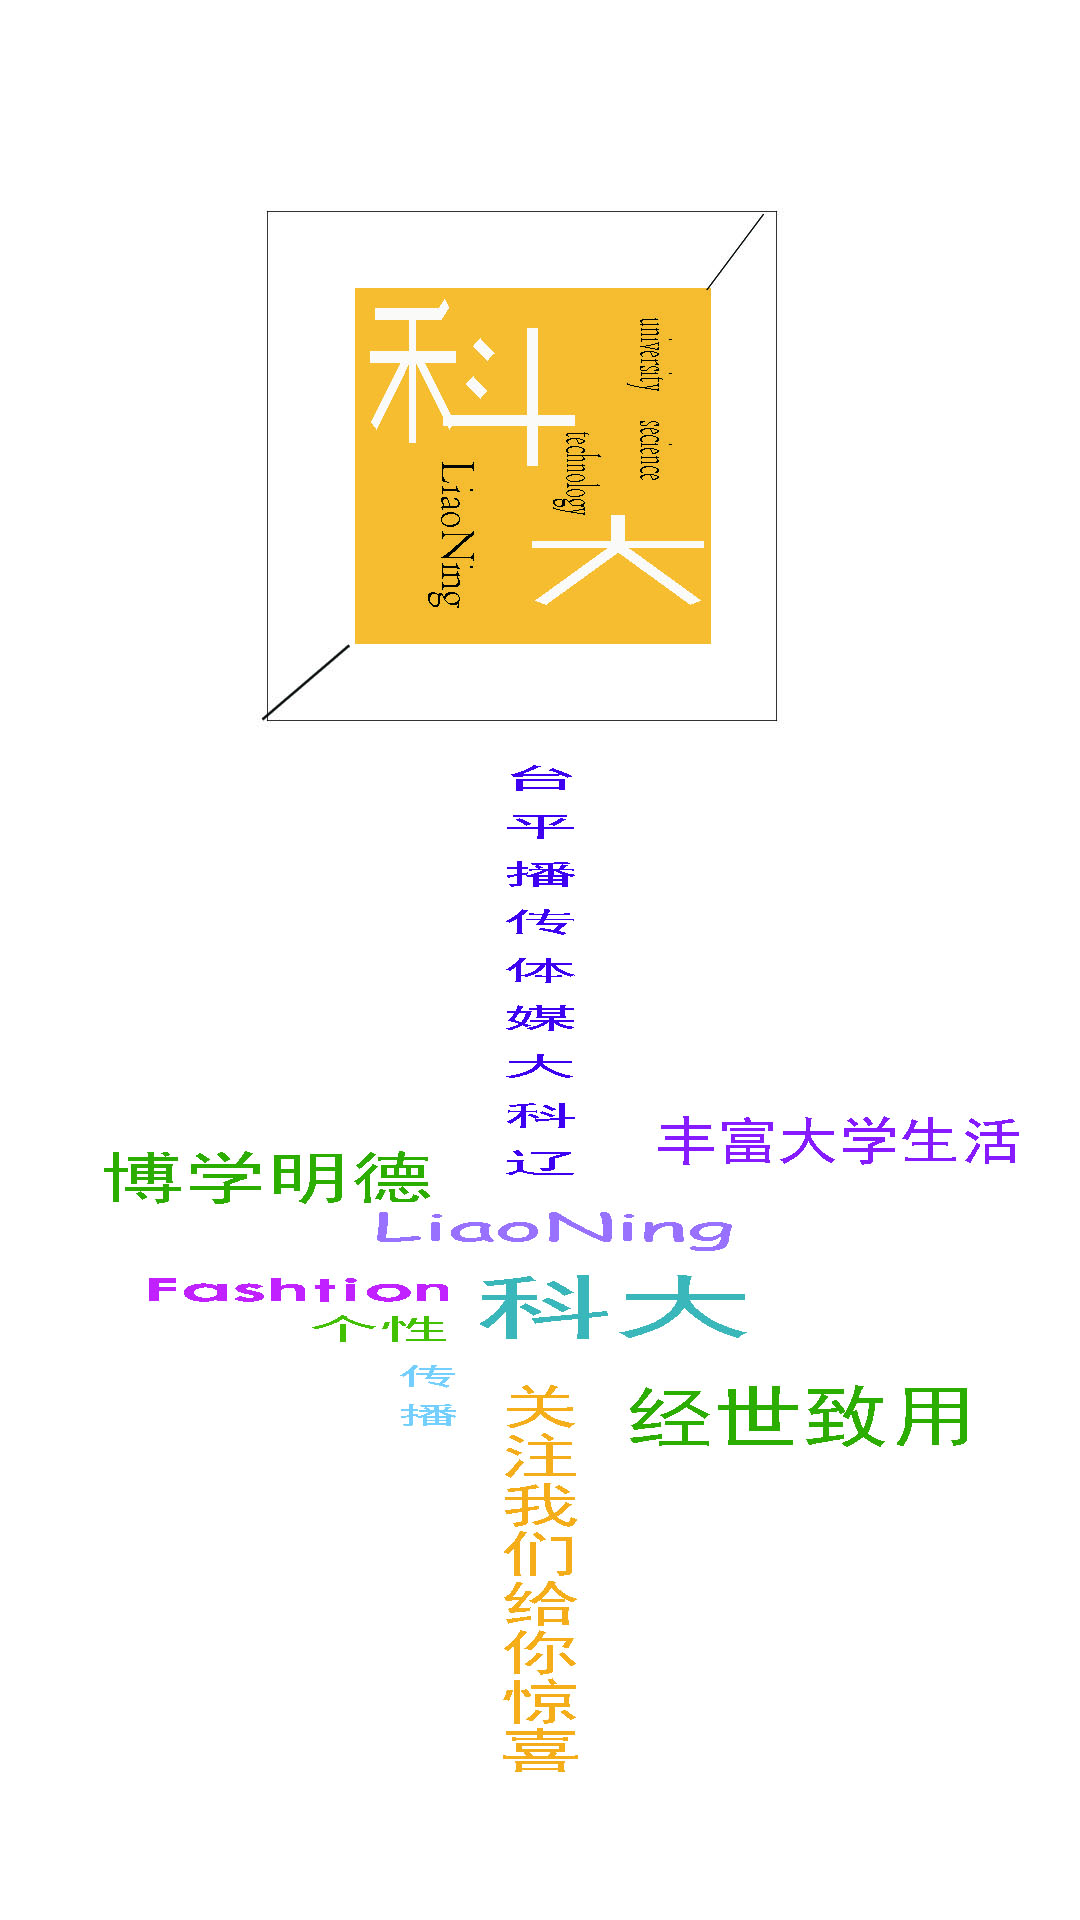 科大
university secience
technology
LiaoNing
台平播传体媒大科辽
丰富大学生活
博学明德
LiaoNing
Fashtion
科大
个性
传播
经世致用
关注我们给你惊喜